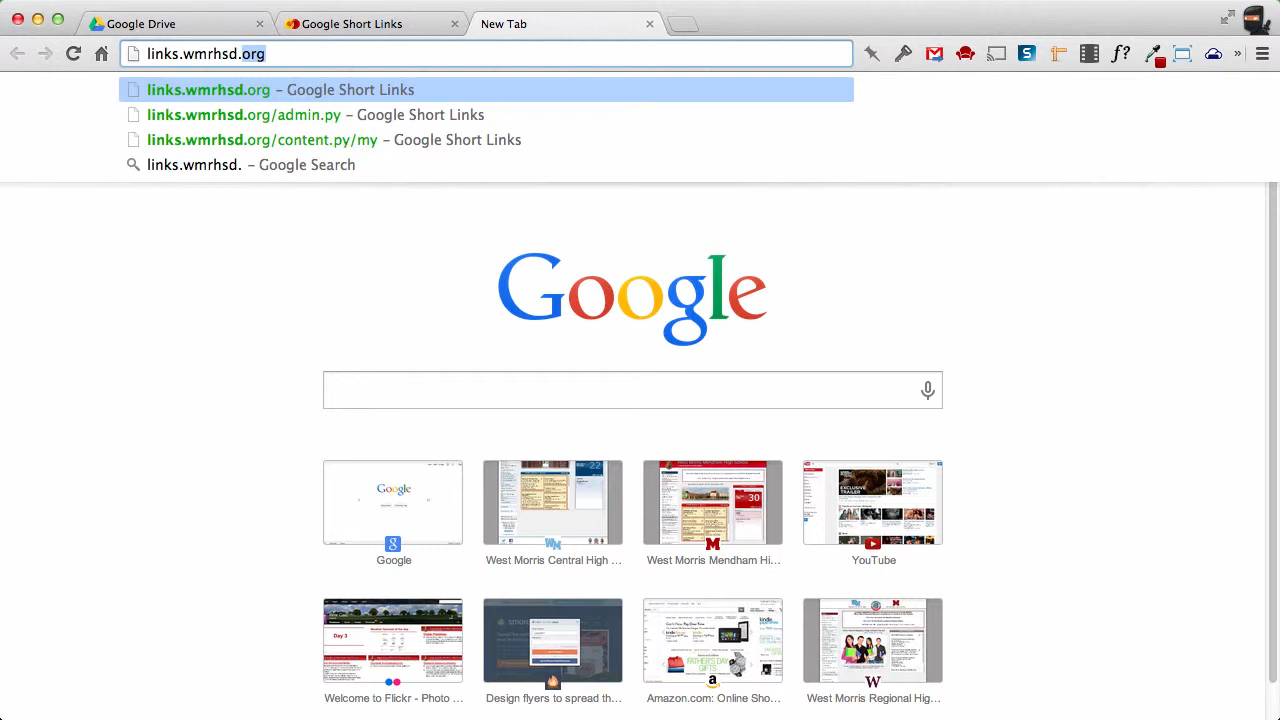 Google Drive
Google Short Links
New Tab
links.wmrhsd.org
links.wmrhsd.org – Google Short Links
links.wmrhsd.org/admin.py – Google Short Links
links.wmrhsd.org/content.py/my – Google Short Links
links.wmrhsd. – Google Search
Google
Google
West Morris Central High ...
West Morris Mendham Hi...
YouTube
Welcome to Flickr - Photo ...
Design flyers to spread th...
Amazon.com: Online Sho...
West Morris Regional Hig...